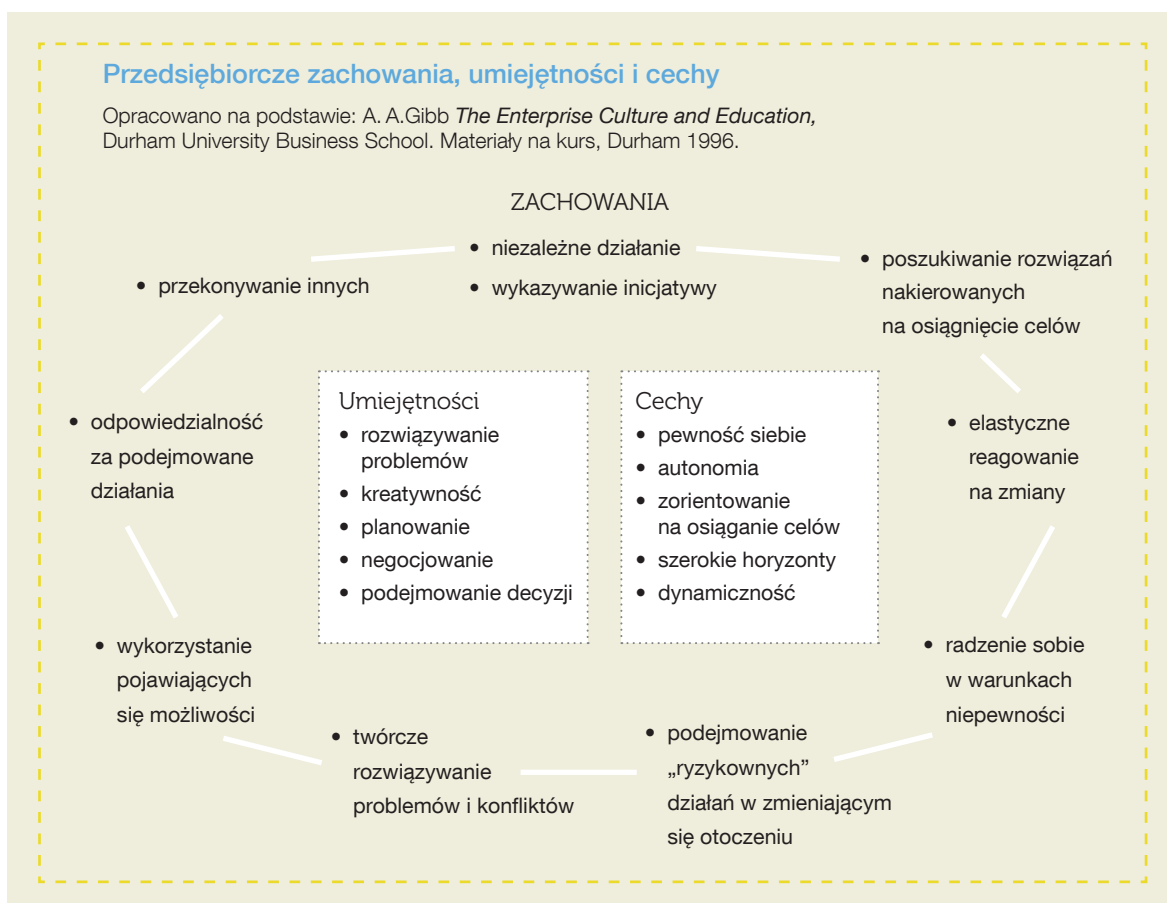 Przedsiębiorcze zachowania, umiejętności i cechy
Opracowano na podstawie: A. A.Gibb The Enterprise Culture and Education,
Durham University Business School. Materiały na kurs, Durham 1996.
ZACHOWANIA
• niezależne działanie
• wykazywanie inicjatywy
• poszukiwanie rozwiązań
nakierowanych
na osiągnięcie celów
• elastyczne
reagowanie
na zmiany
• radzenie sobie
w warunkach
niepewności
• podejmowanie
„ryzykownych”
działań w zmieniającym
się otoczeniu
• twórcze
rozwiązywanie
problemów i konfliktów
• wykorzystanie
pojawiających
się możliwości
• odpowiedzialność
za podejmowane
działania
• przekonywanie innych
Umiejętności
• rozwiązywanie
problemów
• kreatywność
• planowanie
• negocjowanie
• podejmowanie decyzji
Cechy
• pewność siebie
• autonomia
• zorientowanie
na osiąganie celów
• szerokie horyzonty
• dynamiczność